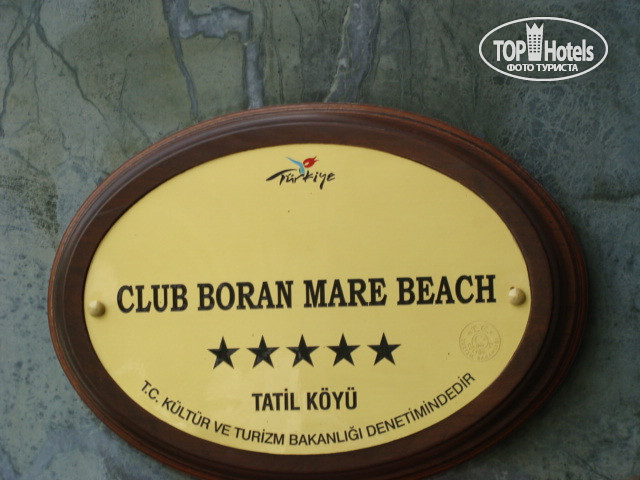 TOP Hotels
ФОТО ТУРИСТА
Türkiye
CLUB BORAN MARE BEACH
TATİL KÖYÜ
T.C. KÜLTÜR VE TURİZM BAKANLIĞI DENETİMİNDEDİR